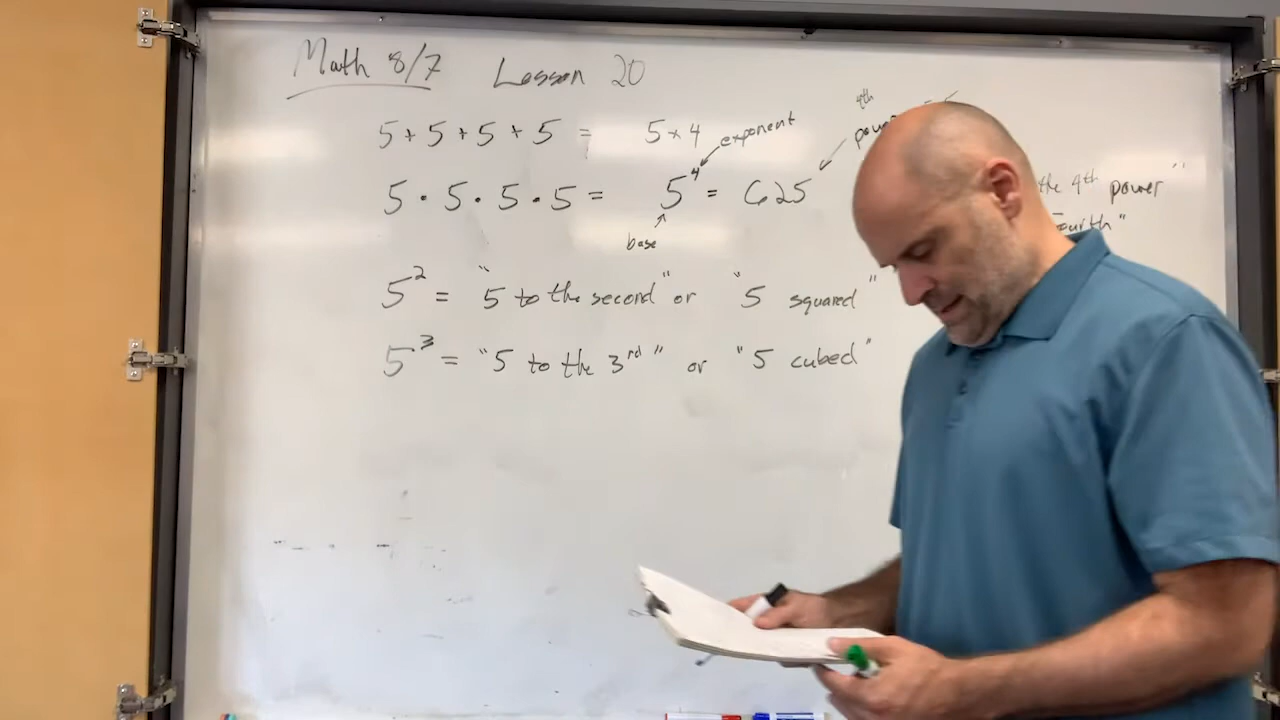 Math 8/7 Lesson 20
4th
5 + 5 + 5 + 5 = 5 × 4 exponent
5 · 5 · 5 · 5 = 5⁴ = 625
the 4th power"
base
5² = "5 to the second" or "5 squared"
5³ = "5 to the 3rd" or "5 cubed"